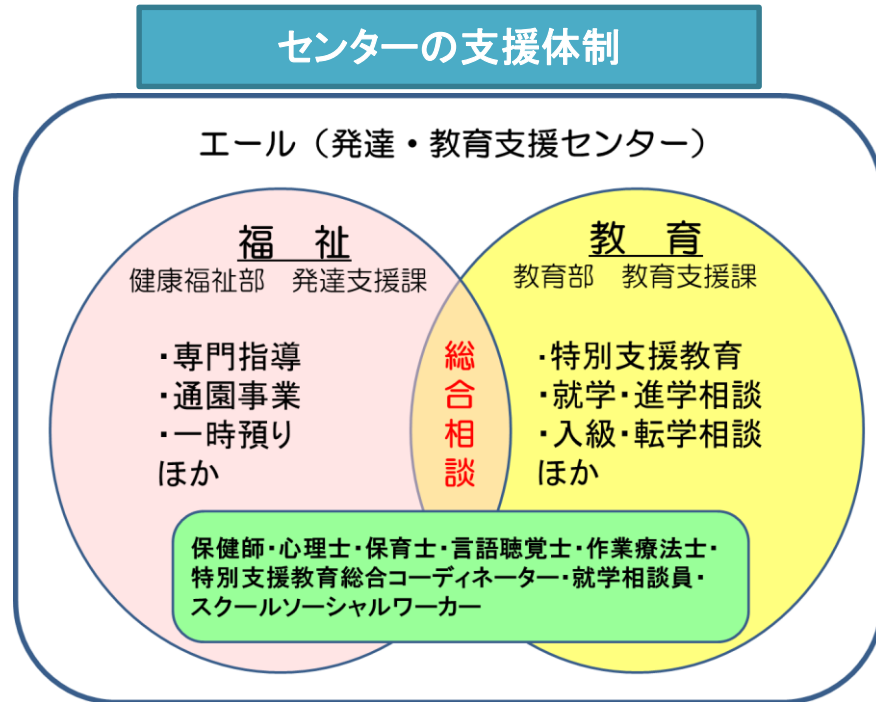 センターの支援体制
エール（発達・教育支援センター）
福　祉
健康福祉部　発達支援課
・専門指導
・通園事業
・一時預り
ほか
総
合
相
談
教　育
教育部　教育支援課
・特別支援教育
・就学・進学相談
・入級・転学相談
ほか
保健師・心理士・保育士・言語聴覚士・作業療法士・
特別支援教育総合コーディネーター・就学相談員・
スクールソーシャルワーカー